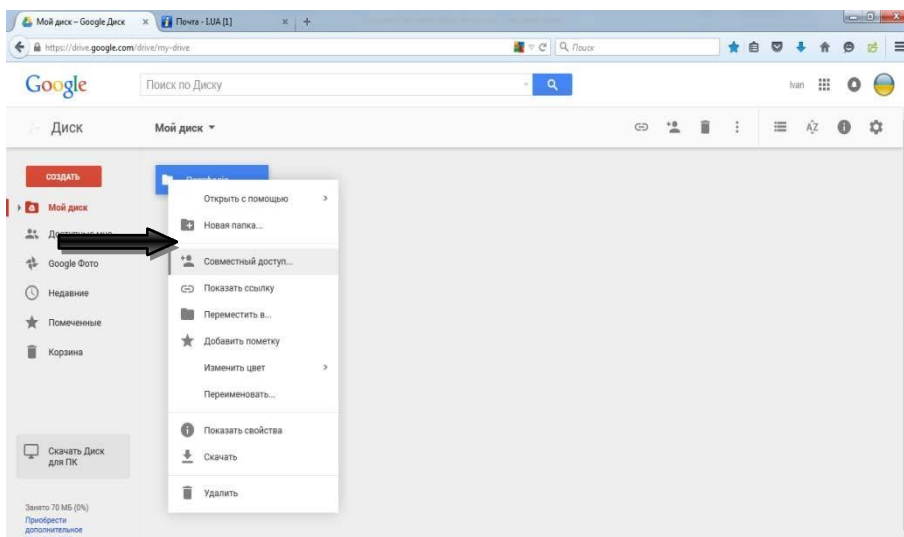 Мой диск – Google Диск × Почта - I.UA [1] × +
https://drive.google.com/drive/my-drive Поиск
Google Поиск по Диску Ivan
Диск Мой диск AZ
СОЗДАТЬ
Мой диск
Google Фото
Недавние
Помеченные
Корзина
Скачать Диск
для ПК
Занято 70 МБ (0%)
Приобрести
дополнительное
Открыть с помощью
Новая папка...
Совместный доступ...
Показать ссылку
Переместить в...
Добавить пометку
Изменить цвет
Переименовать...
Показать свойства
Скачать
Удалить